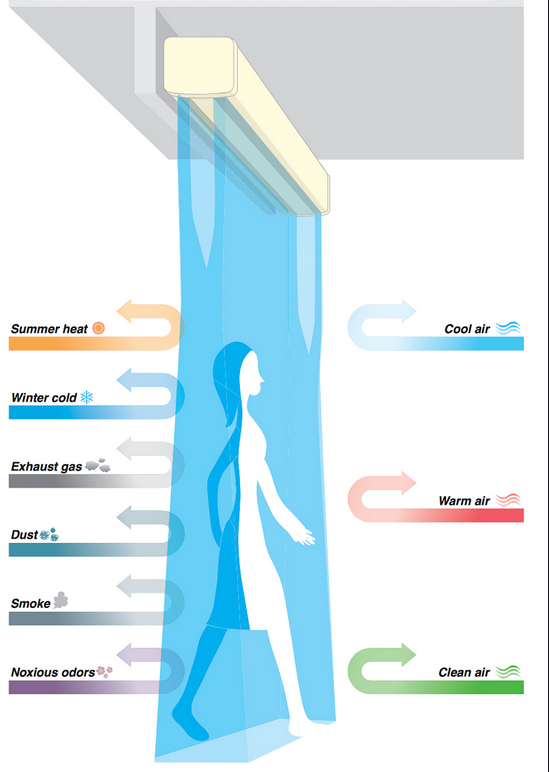 Summer heat
Cool air
Winter cold
Exhaust gas
Warm air
Dust
Smoke
Noxious odors
Clean air